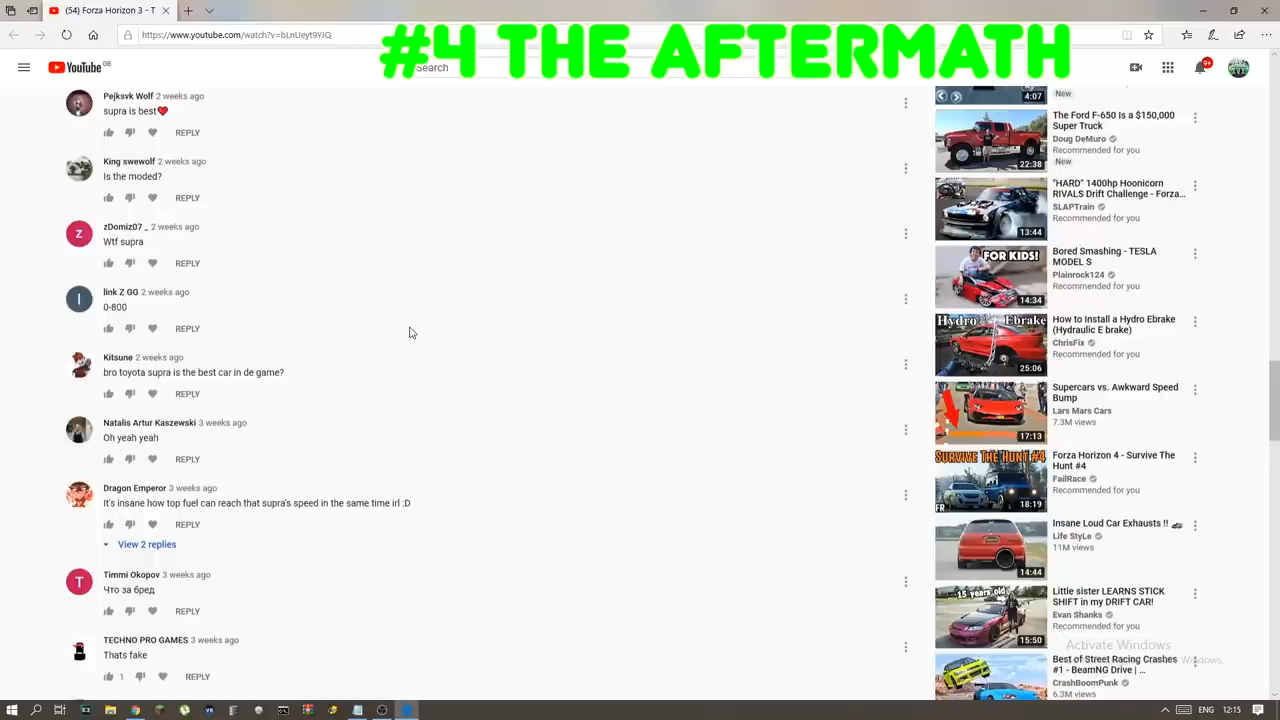 (54) Forza Horizon 3 - T
https://www.youtube.com/watch?v=bLnUeyt9YJQ
#4 THE AFTERMATH
YouTube GB
Search
9+
Pejksvk Wolf 2 weeks ago
supra is best❤
REPLY
King swewolf 2 weeks ago
Is the moded?
REPLY
Z
zDomiz07 _ 2 weeks ago
Wtf supra
REPLY
link Z GG 2 weeks ago
0-800
REPLY
Kitsune 2 weeks ago
bro toyota supra is the best car in de game?
REPLY
Natalis Artur Kaszewski 3 weeks ago
Oh yeah yeah
REPLY
Dragon Emperor 3 weeks ago
It's insane how top fuel can reach that supra's speed in the same time irl :D
REPLY
View 2 replies
T
Timmi Okopov 3 weeks ago
Что за бред
REPLY
TECHNO PRO GAMES 3 weeks ago
Thats fake
1 REPLY
4:07
New
The Ford F-650 Is a $150,000
Super Truck
Doug DeMuro
Recommended for you
New
22:38
"HARD" 1400hp Hoonicorn
RIVALS Drift Challenge - Forza...
SLAPTrain
Recommended for you
13:44
FOR KIDS!
Bored Smashing - TESLA
MODEL S
Plainrock124
Recommended for you
14:34
Hydro Ebrake
How to Install a Hydro Ebrake
(Hydraulic E brake)
ChrisFix
Recommended for you
25:06
Supercars vs. Awkward Speed
Bump
Lars Mars Cars
7.3M views
17:13
SURVIVE THE HUNT #4
FR
Forza Horizon 4 - Survive The
Hunt #4
FailRace
Recommended for you
18:19
Insane Loud Car Exhausts !!
Life StyLe
11M views
14:44
15 years old
Little sister LEARNS STICK
SHIFT in my DRIFT CAR!
Evan Shanks
Recommended for you
15:50
Best of Street Racing Crashes
#1 - BeamNG Drive | ...
CrashBoomPunk
6.3M views
Activate Windows
Windows.
ENG 12:15